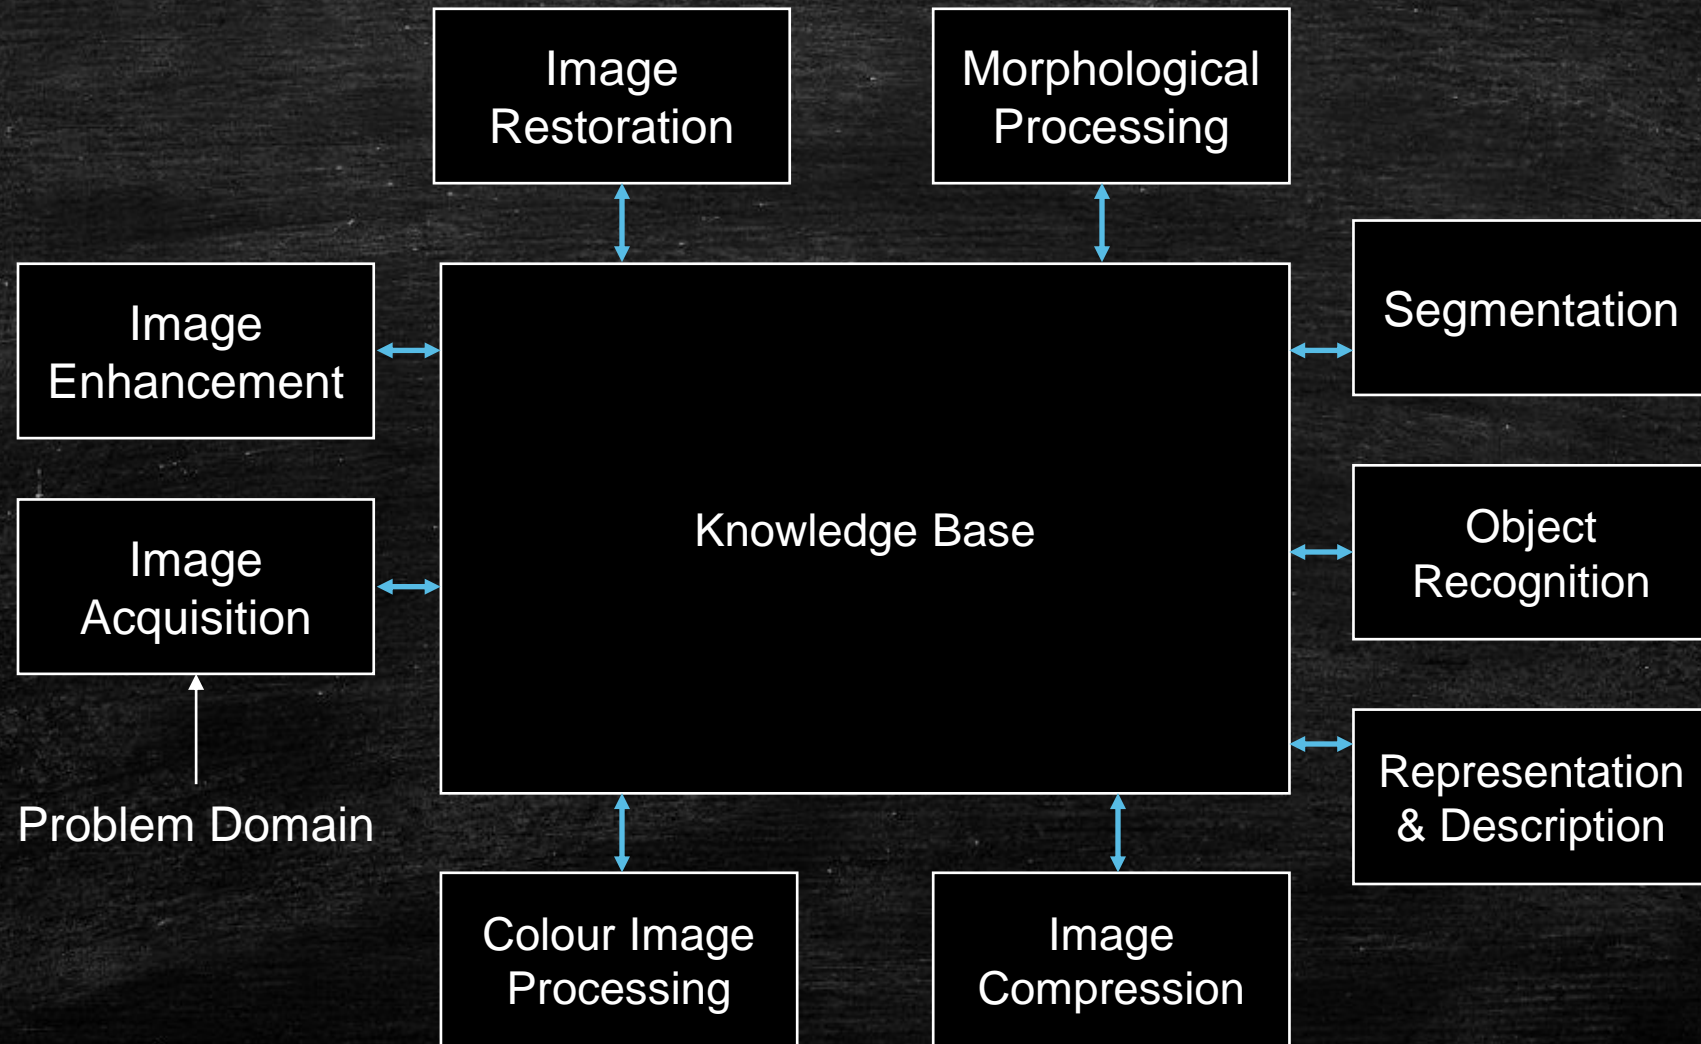 Image
Restoration
Morphological
Processing
Image
Enhancement
Segmentation
Image
Acquisition
Knowledge Base
Object
Recognition
Problem Domain
Representation
& Description
Colour Image
Processing
Image
Compression